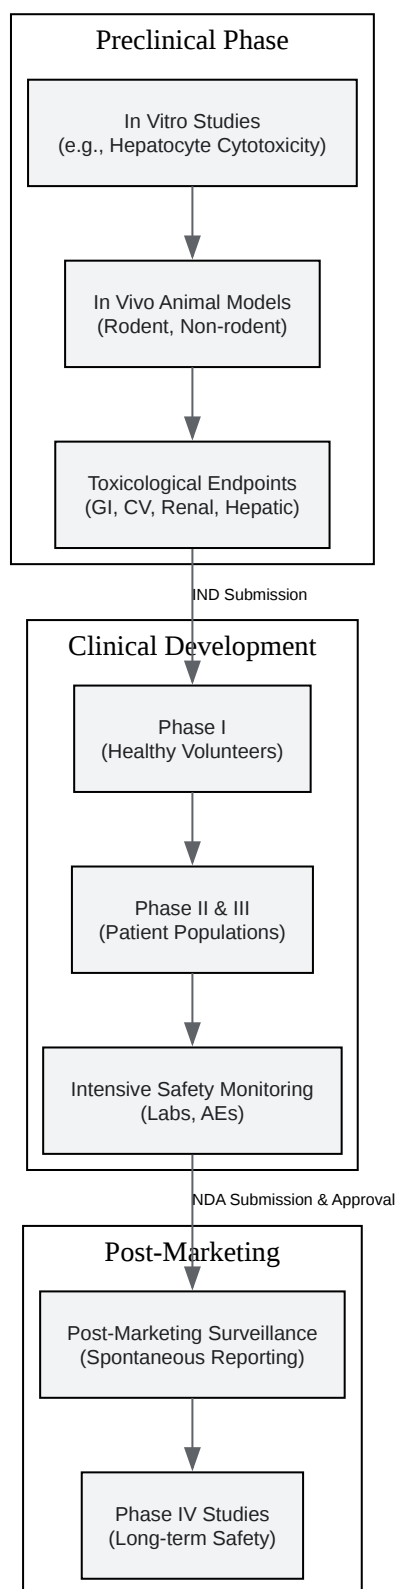 Preclinical Phase
In Vitro Studies
(e.g., Hepatocyte Cytotoxicity)
In Vivo Animal Models
(Rodent, Non-rodent)
Toxicological Endpoints
(GI, CV, Renal, Hepatic)
IND Submission
Clinical Development
Phase I
(Healthy Volunteers)
Phase II & III
(Patient Populations)
Intensive Safety Monitoring
(Labs, AEs)
NDA Submission & Approval
Post-Marketing
Post-Marketing Surveillance
(Spontaneous Reporting)
Phase IV Studies
(Long-term Safety)